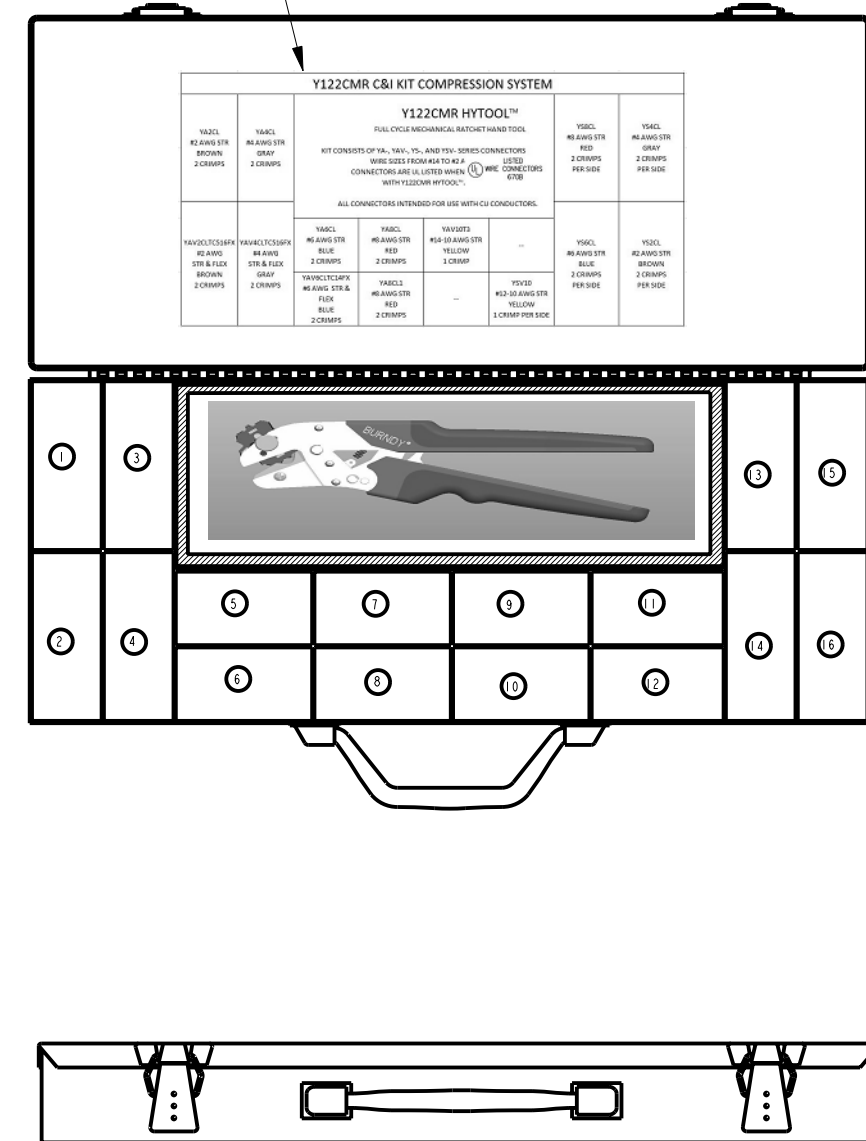 Y122CMR C&I KIT COMPRESSION SYSTEM
YA2CL
#2 AWG STR
BROWN
2 CRIMPS
YA4CL
#4 AWG STR
GRAY
2 CRIMPS
Y122CMR HYTOOL™
FULL CYCLE MECHANICAL RATCHET HAND TOOL
KIT CONSISTS OF YA-, YAV-, YS-, AND YSV- SERIES CONNECTORS
WIRE SIZES FROM #14 TO #2 A
CONNECTORS ARE UL LISTED WHEN
WITH Y122CMR HYTOOL™.
UL
LISTED
WIRE CONNECTORS
670B
ALL CONNECTORS INTENDED FOR USE WITH CU CONDUCTORS.
YS8CL
#8 AWG STR
RED
2 CRIMPS
PER SIDE
YS4CL
#4 AWG STR
GRAY
2 CRIMPS
PER SIDE
YAV2CLTC516FX
#2 AWG
STR & FLEX
BROWN
2 CRIMPS
YAV4CLTC516FX
#4 AWG
STR & FLEX
GRAY
2 CRIMPS
YA6CL
#6 AWG STR
BLUE
2 CRIMPS
YA8CL
#8 AWG STR
RED
2 CRIMPS
YAV10T3
#14-10 AWG STR
YELLOW
1 CRIMP
--
YS6CL
#6 AWG STR
BLUE
2 CRIMPS
PER SIDE
YS2CL
#2 AWG STR
BROWN
2 CRIMPS
PER SIDE
YAV6CLTC14FX
#6 AWG STR &
FLEX
BLUE
2 CRIMPS
YA8CL1
#8 AWG STR
RED
2 CRIMPS
--
YSV10
#12-10 AWG STR
YELLOW
1 CRIMP PER SIDE
BURNDY
1
3
13
15
2
4
5
7
9
11
6
8
10
12
14
16